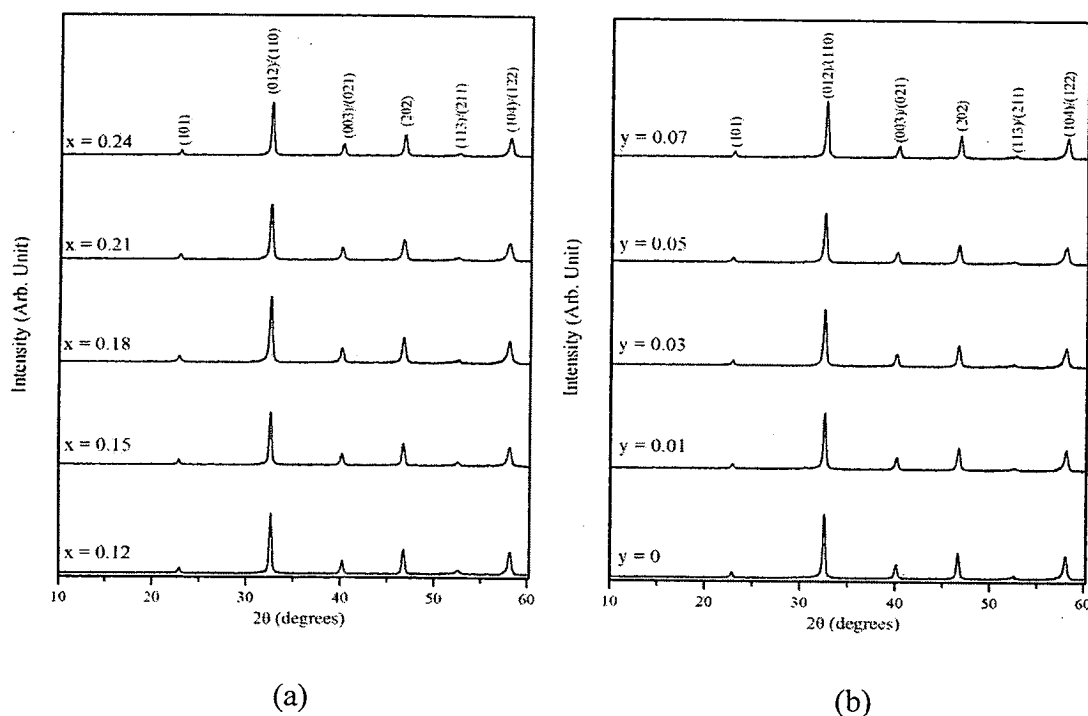 (101)
(012)/(110)
(003)/(021)
(202)
(113)/(211)
(104)/(122)
x = 0.24
x = 0.21
x = 0.18
x = 0.15
x = 0.12
Intensity (Arb. Unit)
10 20 30 40 50 60
2θ (degrees)
(a)
(101)
(012)/(110)
(003)/(021)
(202)
(113)/(211)
(104)/(122)
y = 0.07
y = 0.05
y = 0.03
y = 0.01
y = 0
Intensity (Arb. Unit)
10 20 30 40 50 60
2θ (degrees)
(b)